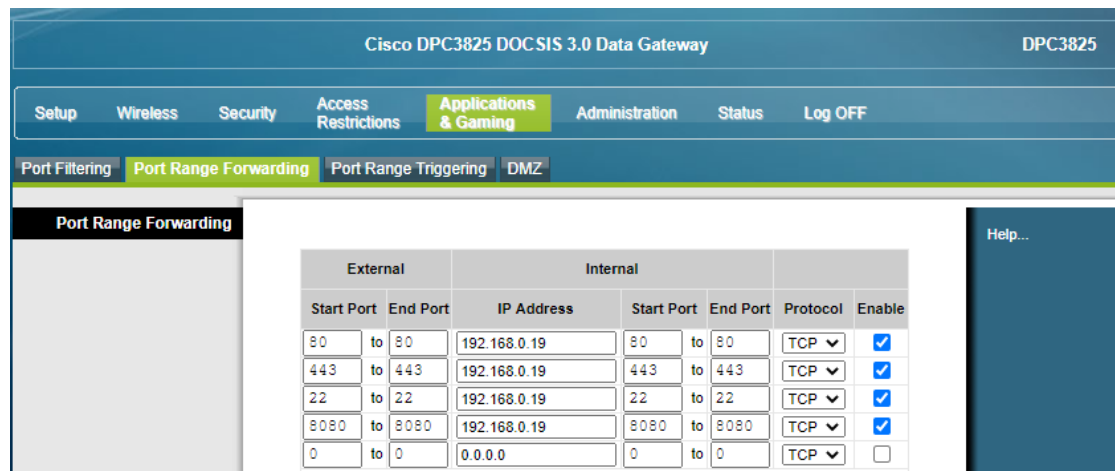 Cisco DPC3825 DOCSIS 3.0 Data Gateway DPC3825
Setup Wireless Security Access Restrictions Applications & Gaming Administration Status Log OFF
Port Filtering Port Range Forwarding Port Range Triggering DMZ
Port Range Forwarding
Help...
External Internal
Start Port End Port IP Address Start Port End Port Protocol Enable
80 to 80 192.168.0.19 80 to 80 TCP
443 to 443 192.168.0.19 443 to 443 TCP
22 to 22 192.168.0.19 22 to 22 TCP
8080 to 8080 192.168.0.19 8080 to 8080 TCP
0 to 0 0.0.0.0 0 to 0 TCP